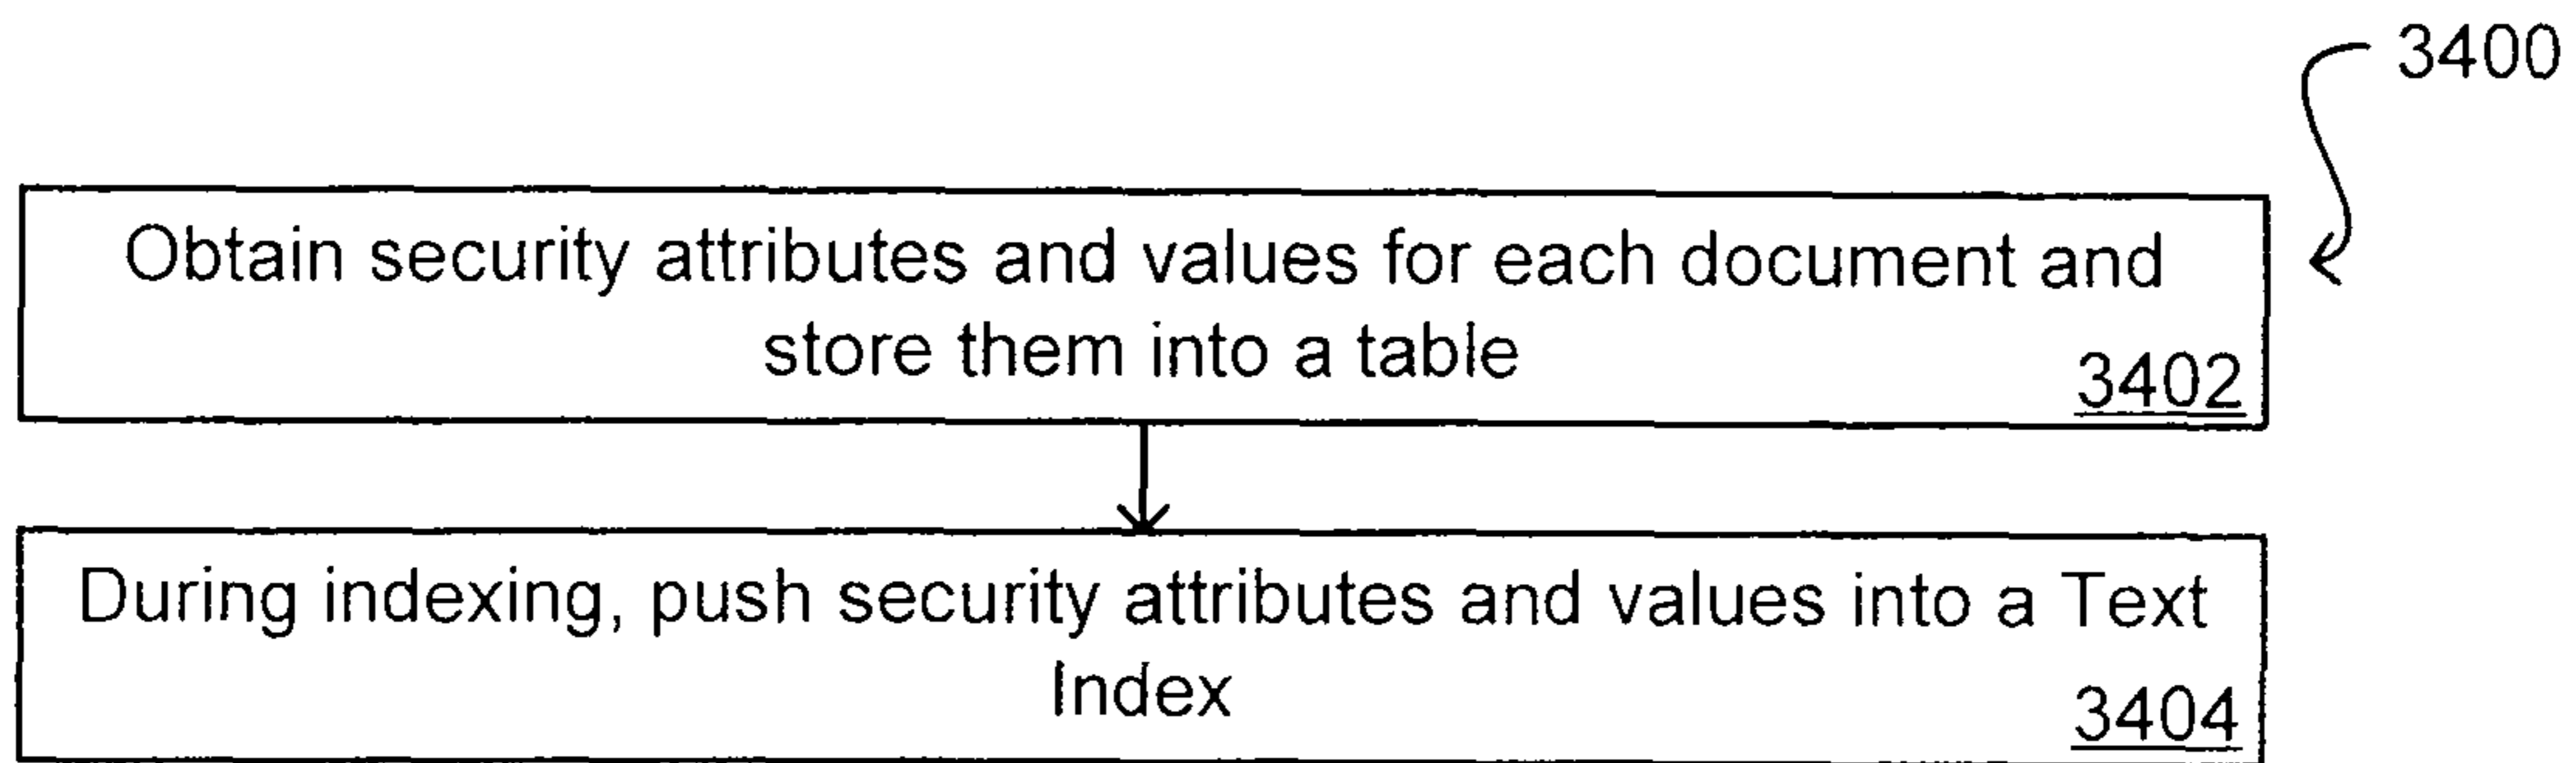 3400
Obtain security attributes and values for each document and
store them into a table
3402
During indexing, push security attributes and values into a Text
Index
3404